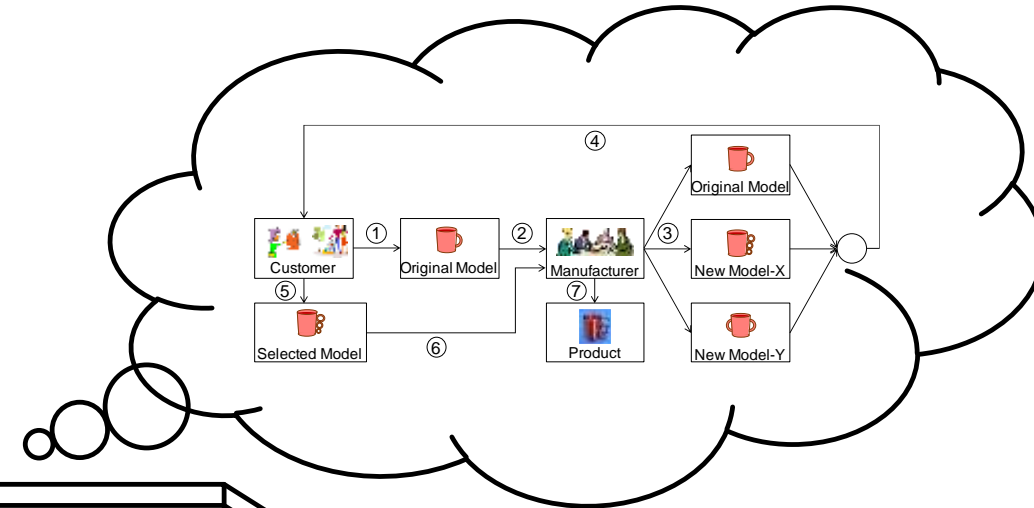 ④
Original Model
① ② ③
Customer Original Model Manufacturer New Model-X
⑤ ⑦
Selected Model ⑥ Product New Model-Y